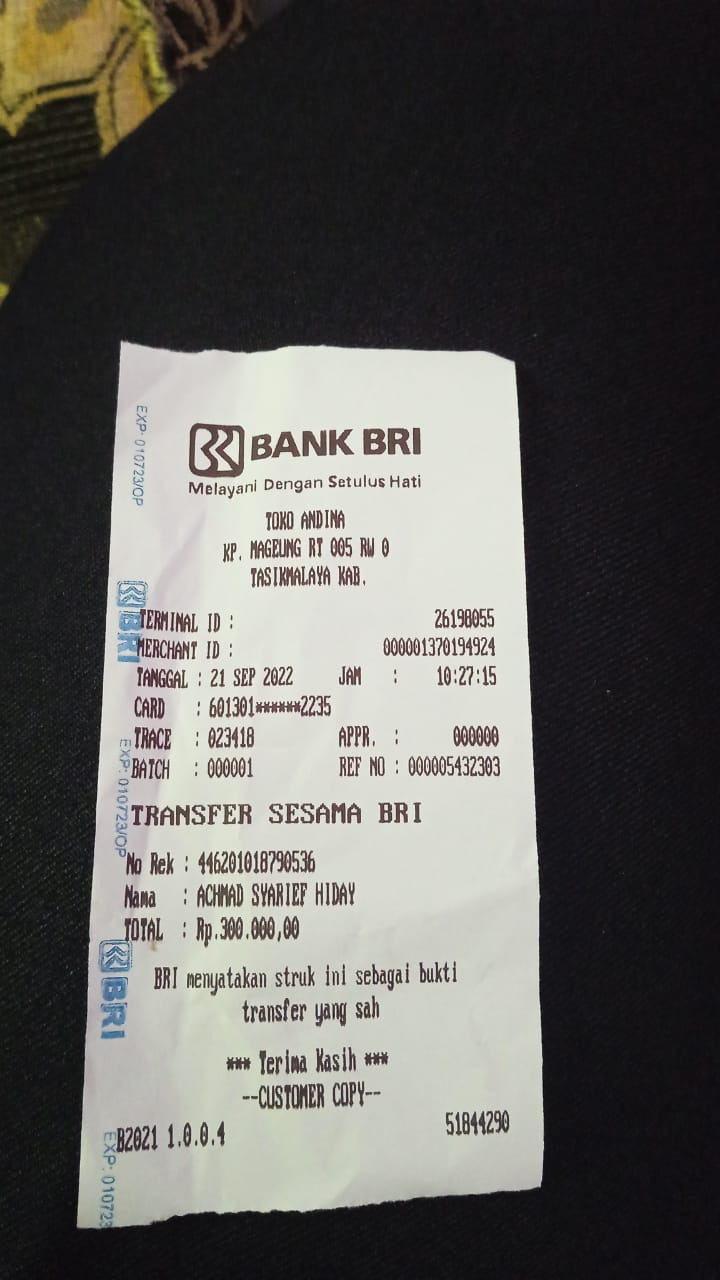 BANK BRI
Melayani Dengan Setulus Hati
TOKO ANDINA
KP. MAGEUNG RT 005 RW 0
TASIKMALAYA KAB.
TERMINAL ID : 26198055
MERCHANT ID : 000001370194924
TANGGAL : 21 SEP 2022 JAM : 10:27:15
CARD : 601301******2235
TRACE : 023418 APPR. : 000000
BATCH : 000001 REF NO : 000005432303
TRANSFER SESAMA BRI
No Rek : 446201018790536
Nama : ACHMAD SYARIEF HIDAY
TOTAL : Rp.300.000,00
BRI menyatakan struk ini sebagai bukti
transfer yang sah
*** Terima Kasih ***
--CUSTOMER COPY--
B2021 1.0.0.4 51844290
EXP: 010723/OP
BRI
EXP: 010723/OP
BRI
EXP: 010723